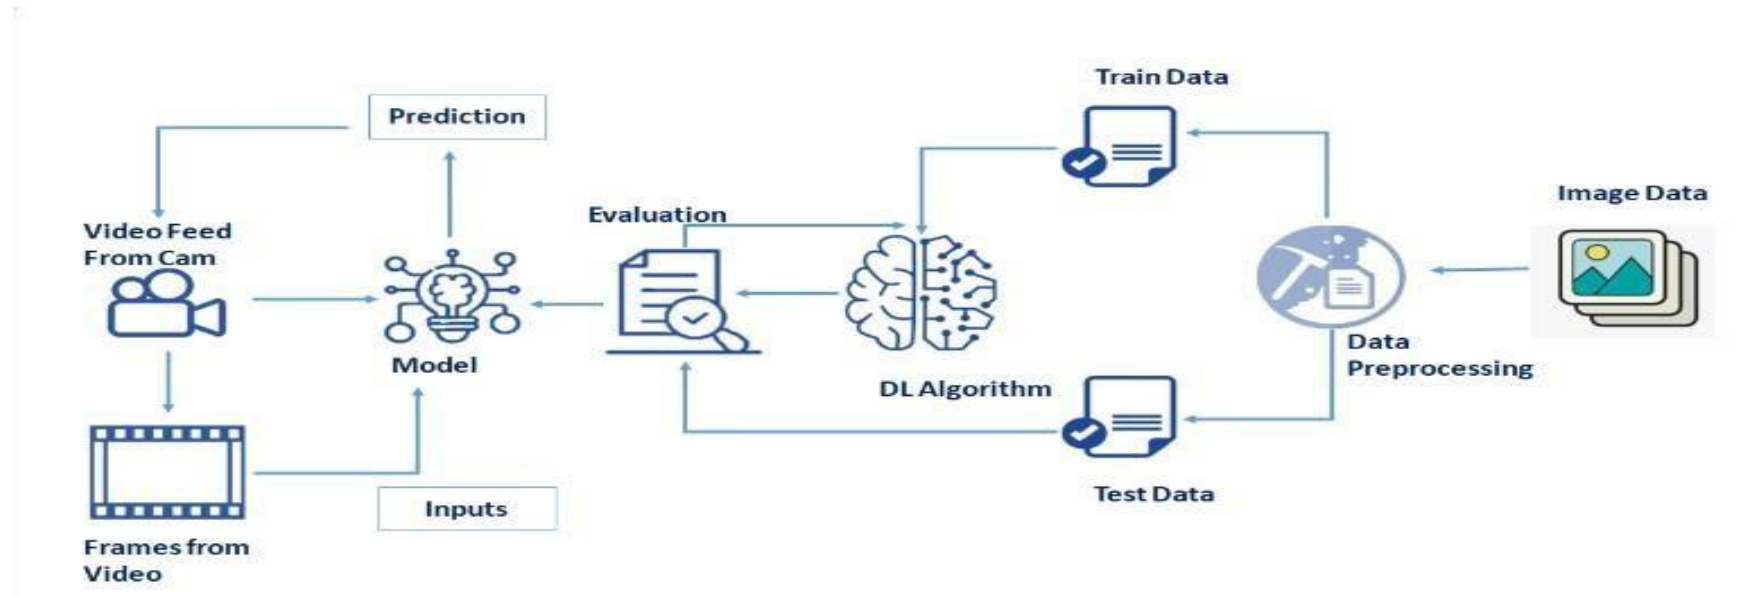 Train Data
Prediction
Image Data
Evaluation
Video Feed
From Cam
Data
Preprocessing
Model
DL Algorithm
Test Data
Inputs
Frames from
Video